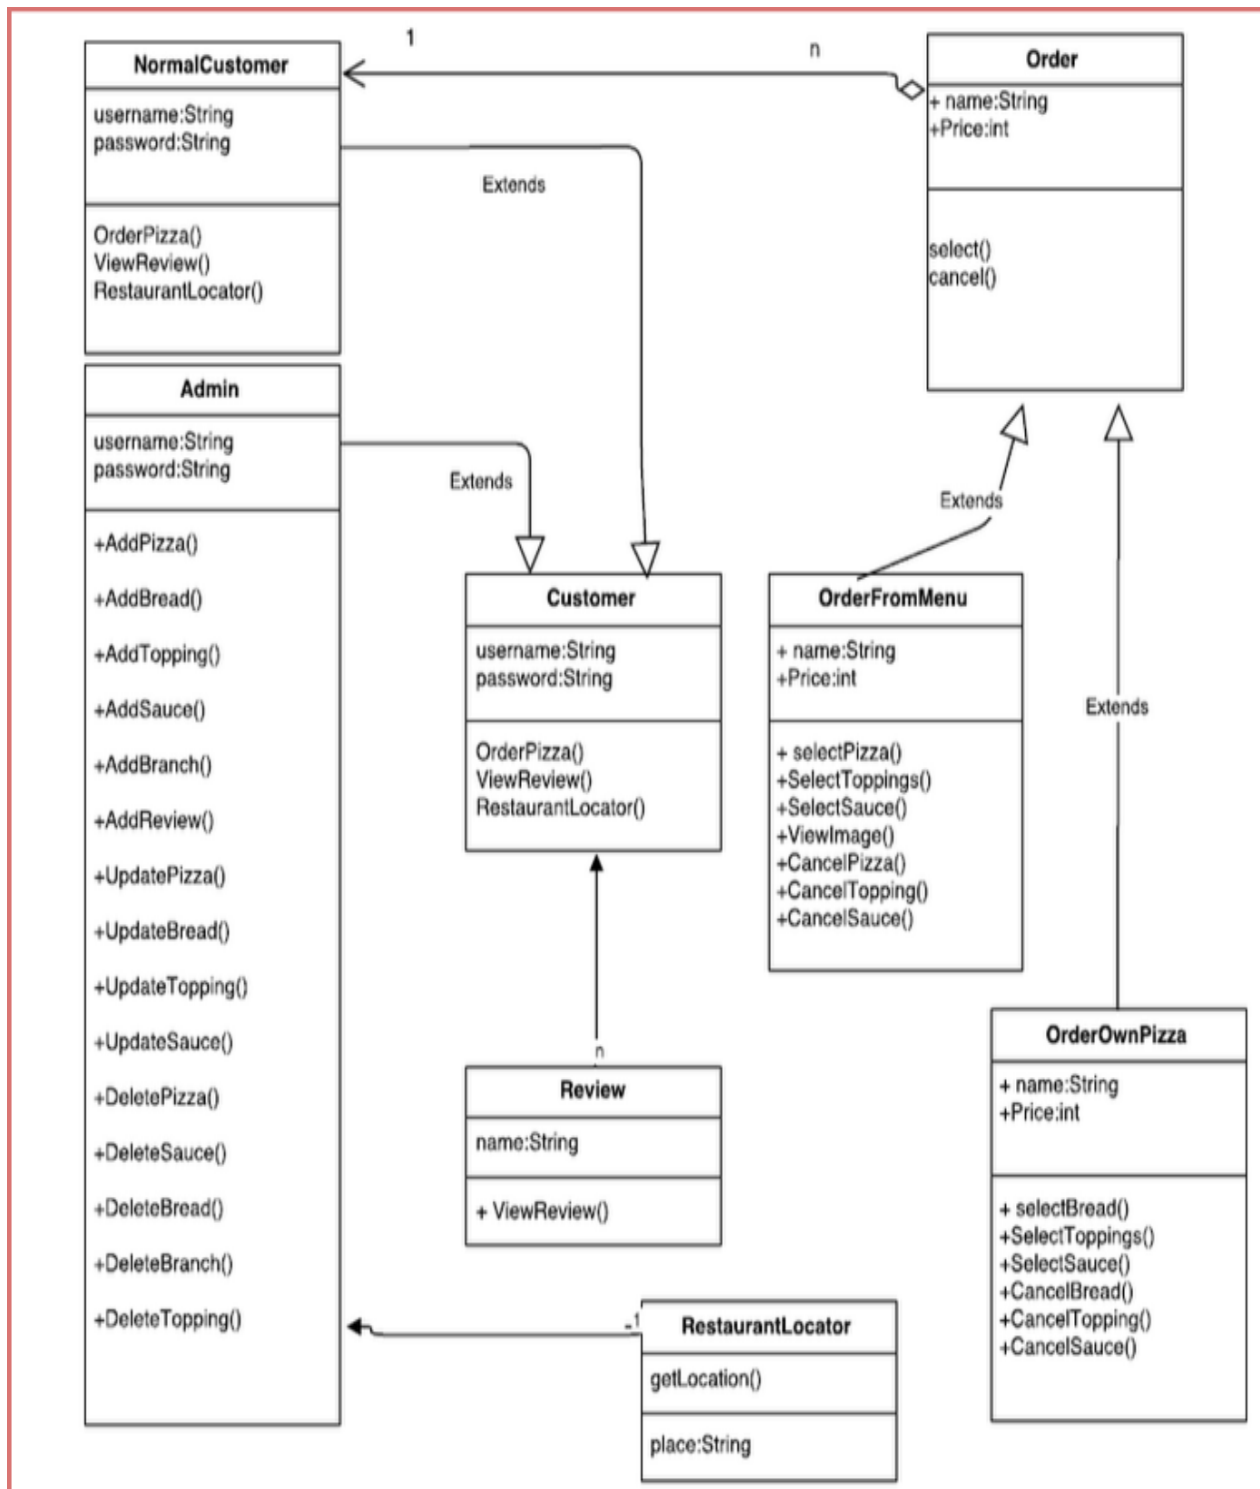 1
n
NormalCustomer
username:String
password:String
OrderPizza()
ViewReview()
RestaurantLocator()
Extends
Order
+ name:String
+Price:int
select()
cancel()
Admin
username:String
password:String
+AddPizza()
+AddBread()
+AddTopping()
+AddSauce()
+AddBranch()
+AddReview()
+UpdatePizza()
+UpdateBread()
+UpdateTopping()
+UpdateSauce()
+DeletePizza()
+DeleteSauce()
+DeleteBread()
+DeleteBranch()
+DeleteTopping()
Extends
Customer
username:String
password:String
OrderPizza()
ViewReview()
RestaurantLocator()
Extends
OrderFromMenu
+ name:String
+Price:int
+ selectPizza()
+SelectToppings()
+SelectSauce()
+ViewImage()
+CancelPizza()
+CancelTopping()
+CancelSauce()
Extends
n
Review
name:String
+ ViewReview()
OrderOwnPizza
+ name:String
+Price:int
+ selectBread()
+SelectToppings()
+SelectSauce()
+CancelBread()
+CancelTopping()
+CancelSauce()
1
RestaurantLocator
getLocation()
place:String